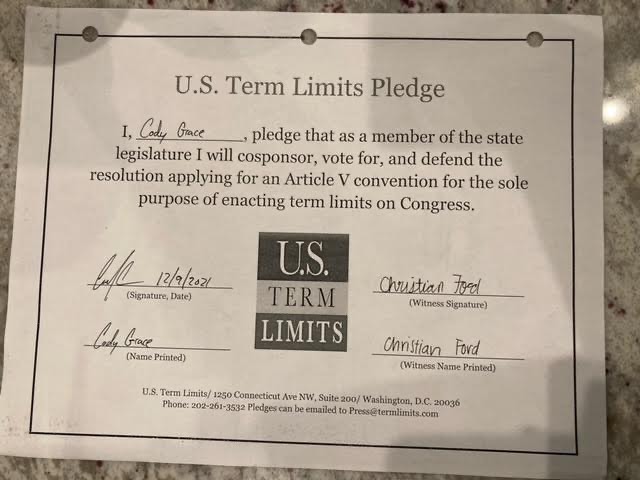 U.S. Term Limits Pledge
I, Cody Grace, pledge that as a member of the state
legislature I will cosponsor, vote for, and defend the
resolution applying for an Article V convention for the sole
purpose of enacting term limits on Congress.
12/9/2021
(Signature, Date)
Cody Grace
(Name Printed)
U.S.
TERM
LIMITS
Christian Ford
(Witness Signature)
Christian Ford
(Witness Name Printed)
U.S. Term Limits/ 1250 Connecticut Ave NW, Suite 200/ Washington, D.C. 20036
Phone: 202-261-3532 Pledges can be emailed to Press@termlimits.com